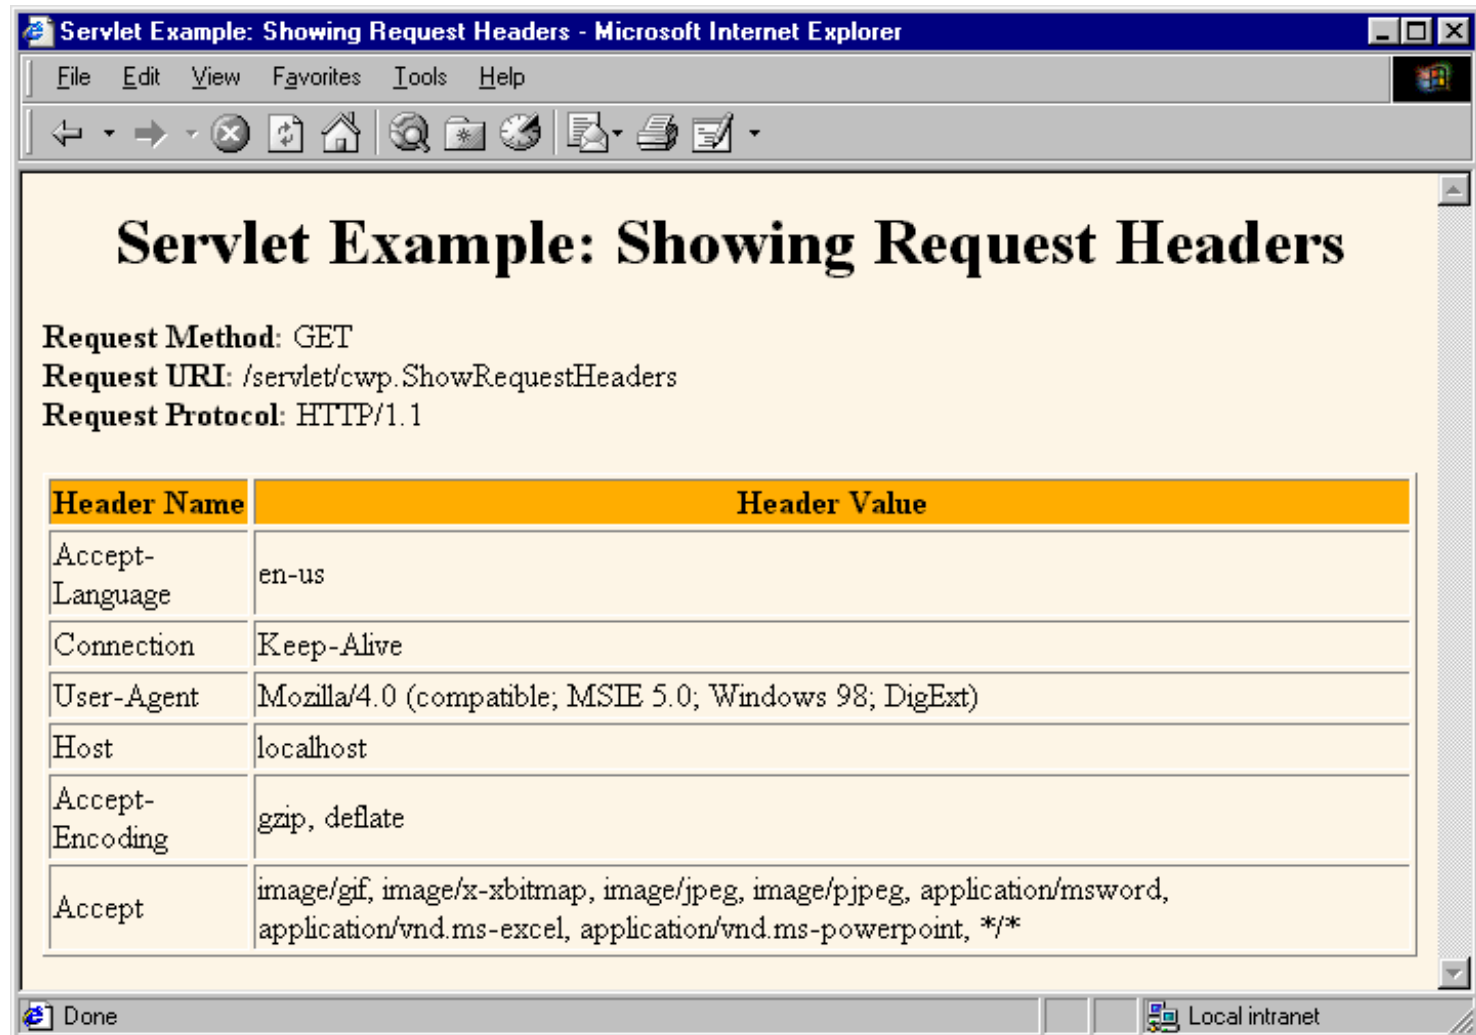 Servlet Example: Showing Request Headers - Microsoft Internet Explorer
File Edit View Favorites Tools Help
Servlet Example: Showing Request Headers
Request Method: GET
Request URI: /servlet/cwp.ShowRequestHeaders
Request Protocol: HTTP/1.1
Header Name Header Value
Accept-
Language
en-us
Connection Keep-Alive
User-Agent Mozilla/4.0 (compatible; MSIE 5.0; Windows 98; DigExt)
Host localhost
Accept-
Encoding
gzip, deflate
Accept
image/gif, image/x-xbitmap, image/jpeg, image/pjpeg, application/msword,
application/vnd.ms-excel, application/vnd.ms-powerpoint, */*
Done Local intranet